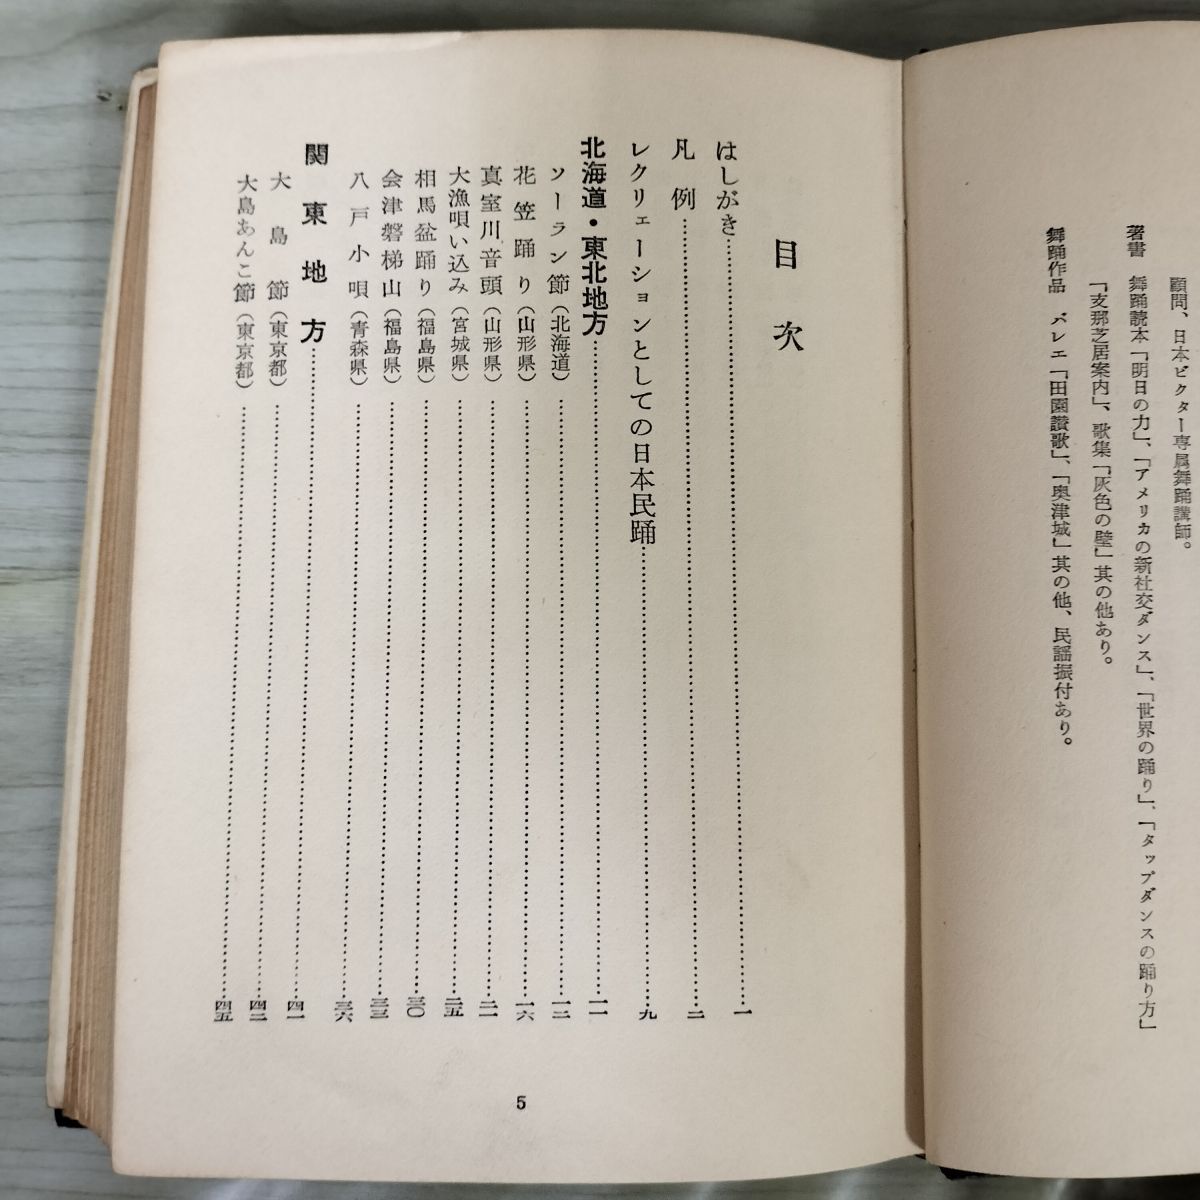 顧問、日本ビクター専属舞踊講師。
著書 舞踊読本「明日の力」、「アメリカの新社交ダンス」、「世界の踊り」、「タップダンスの踊り方」
「支那芝居案内」、歌集「灰色の壁」其の他あり。
舞踊作品 バレエ「田園讃歌」、「奥津城」其の他、民謡振付あり。
目次
はしがき……一
凡例……二
レクリェーションとしての日本民踊……九
北海道・東北地方……一一
ソーラン節(北海道)……一二
花笠踊り(山形県)……一六
真室川音頭(山形県)……二一
大漁唄い込み(宮城県)……二五
相馬盆踊り(福島県)……三〇
会津磐梯山(福島県)……三三
八戸小唄(青森県)……三六
関東地方……四一
大島節(東京都)……四二
大島あんこ節(東京都)……四五
5